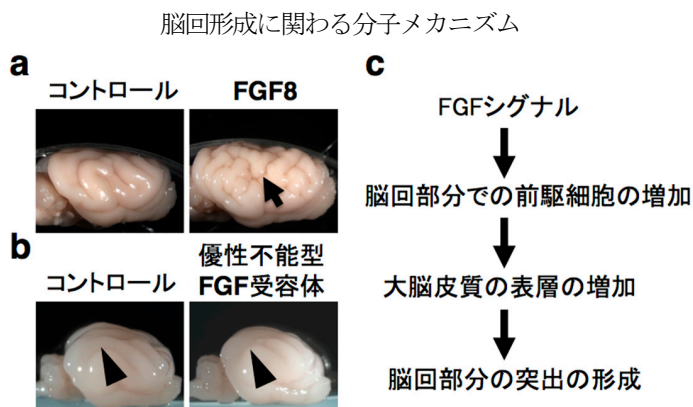 脳回形成に関わる分子メカニズム
a
コントロール
FGF8
b
コントロール
優性不能型
FGF受容体
c
FGFシグナル
脳回部分での前駆細胞の増加
大脳皮質の表層の増加
脳回部分の突出の形成